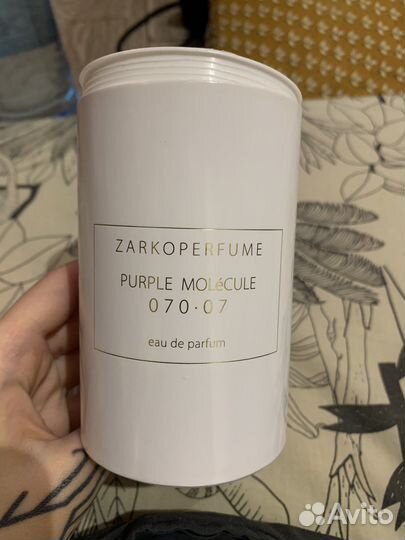 ZARKOPERFUME
PURPLE MOLéCULE
070·07
eau de parfum
Avito